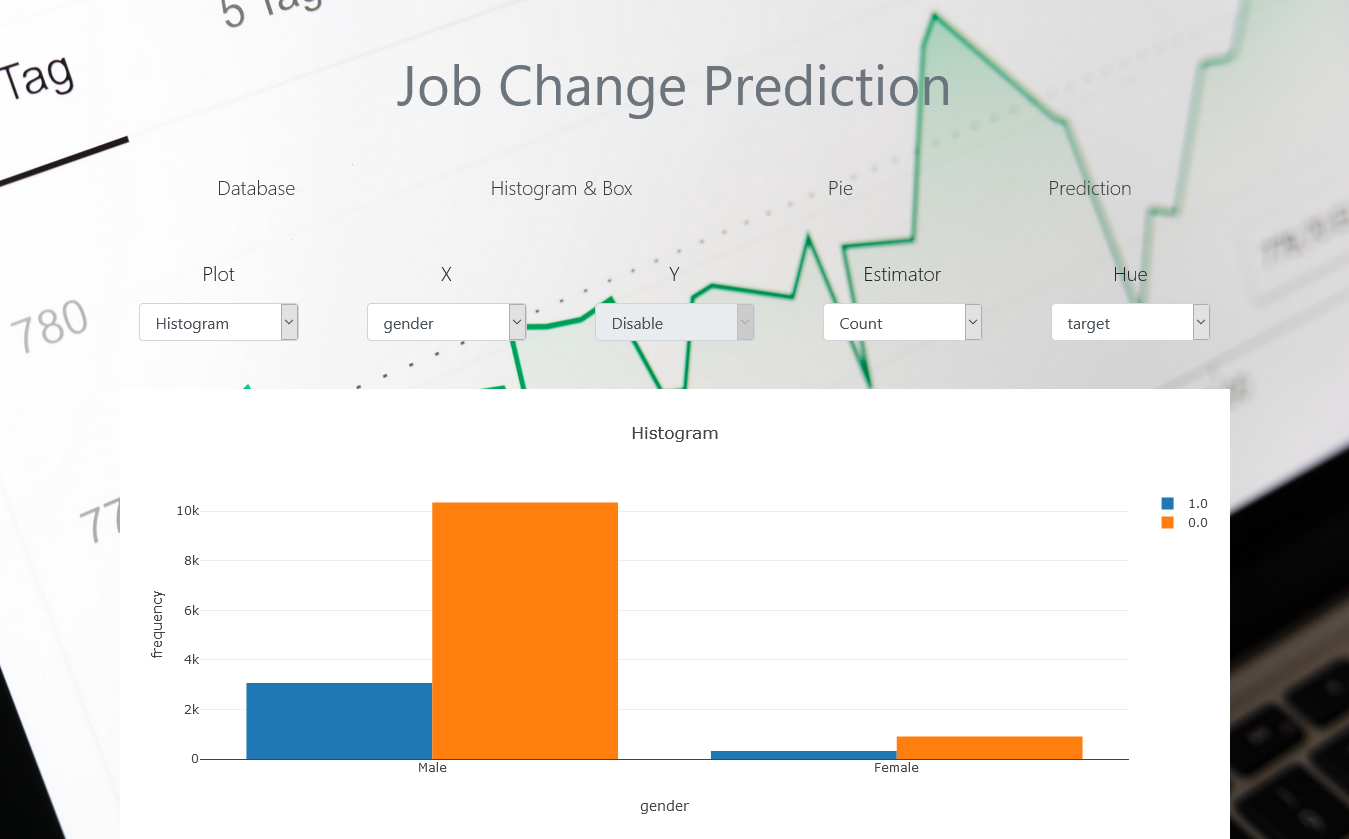 5 Tag
Tag
Job Change Prediction
Database Histogram & Box Pie Prediction
Plot X Y Estimator Hue
Histogram gender Disable Count target
780
Histogram
77
1.0
0.0
10k
8k
6k
4k
2k
0
frequency
Male Female
gender